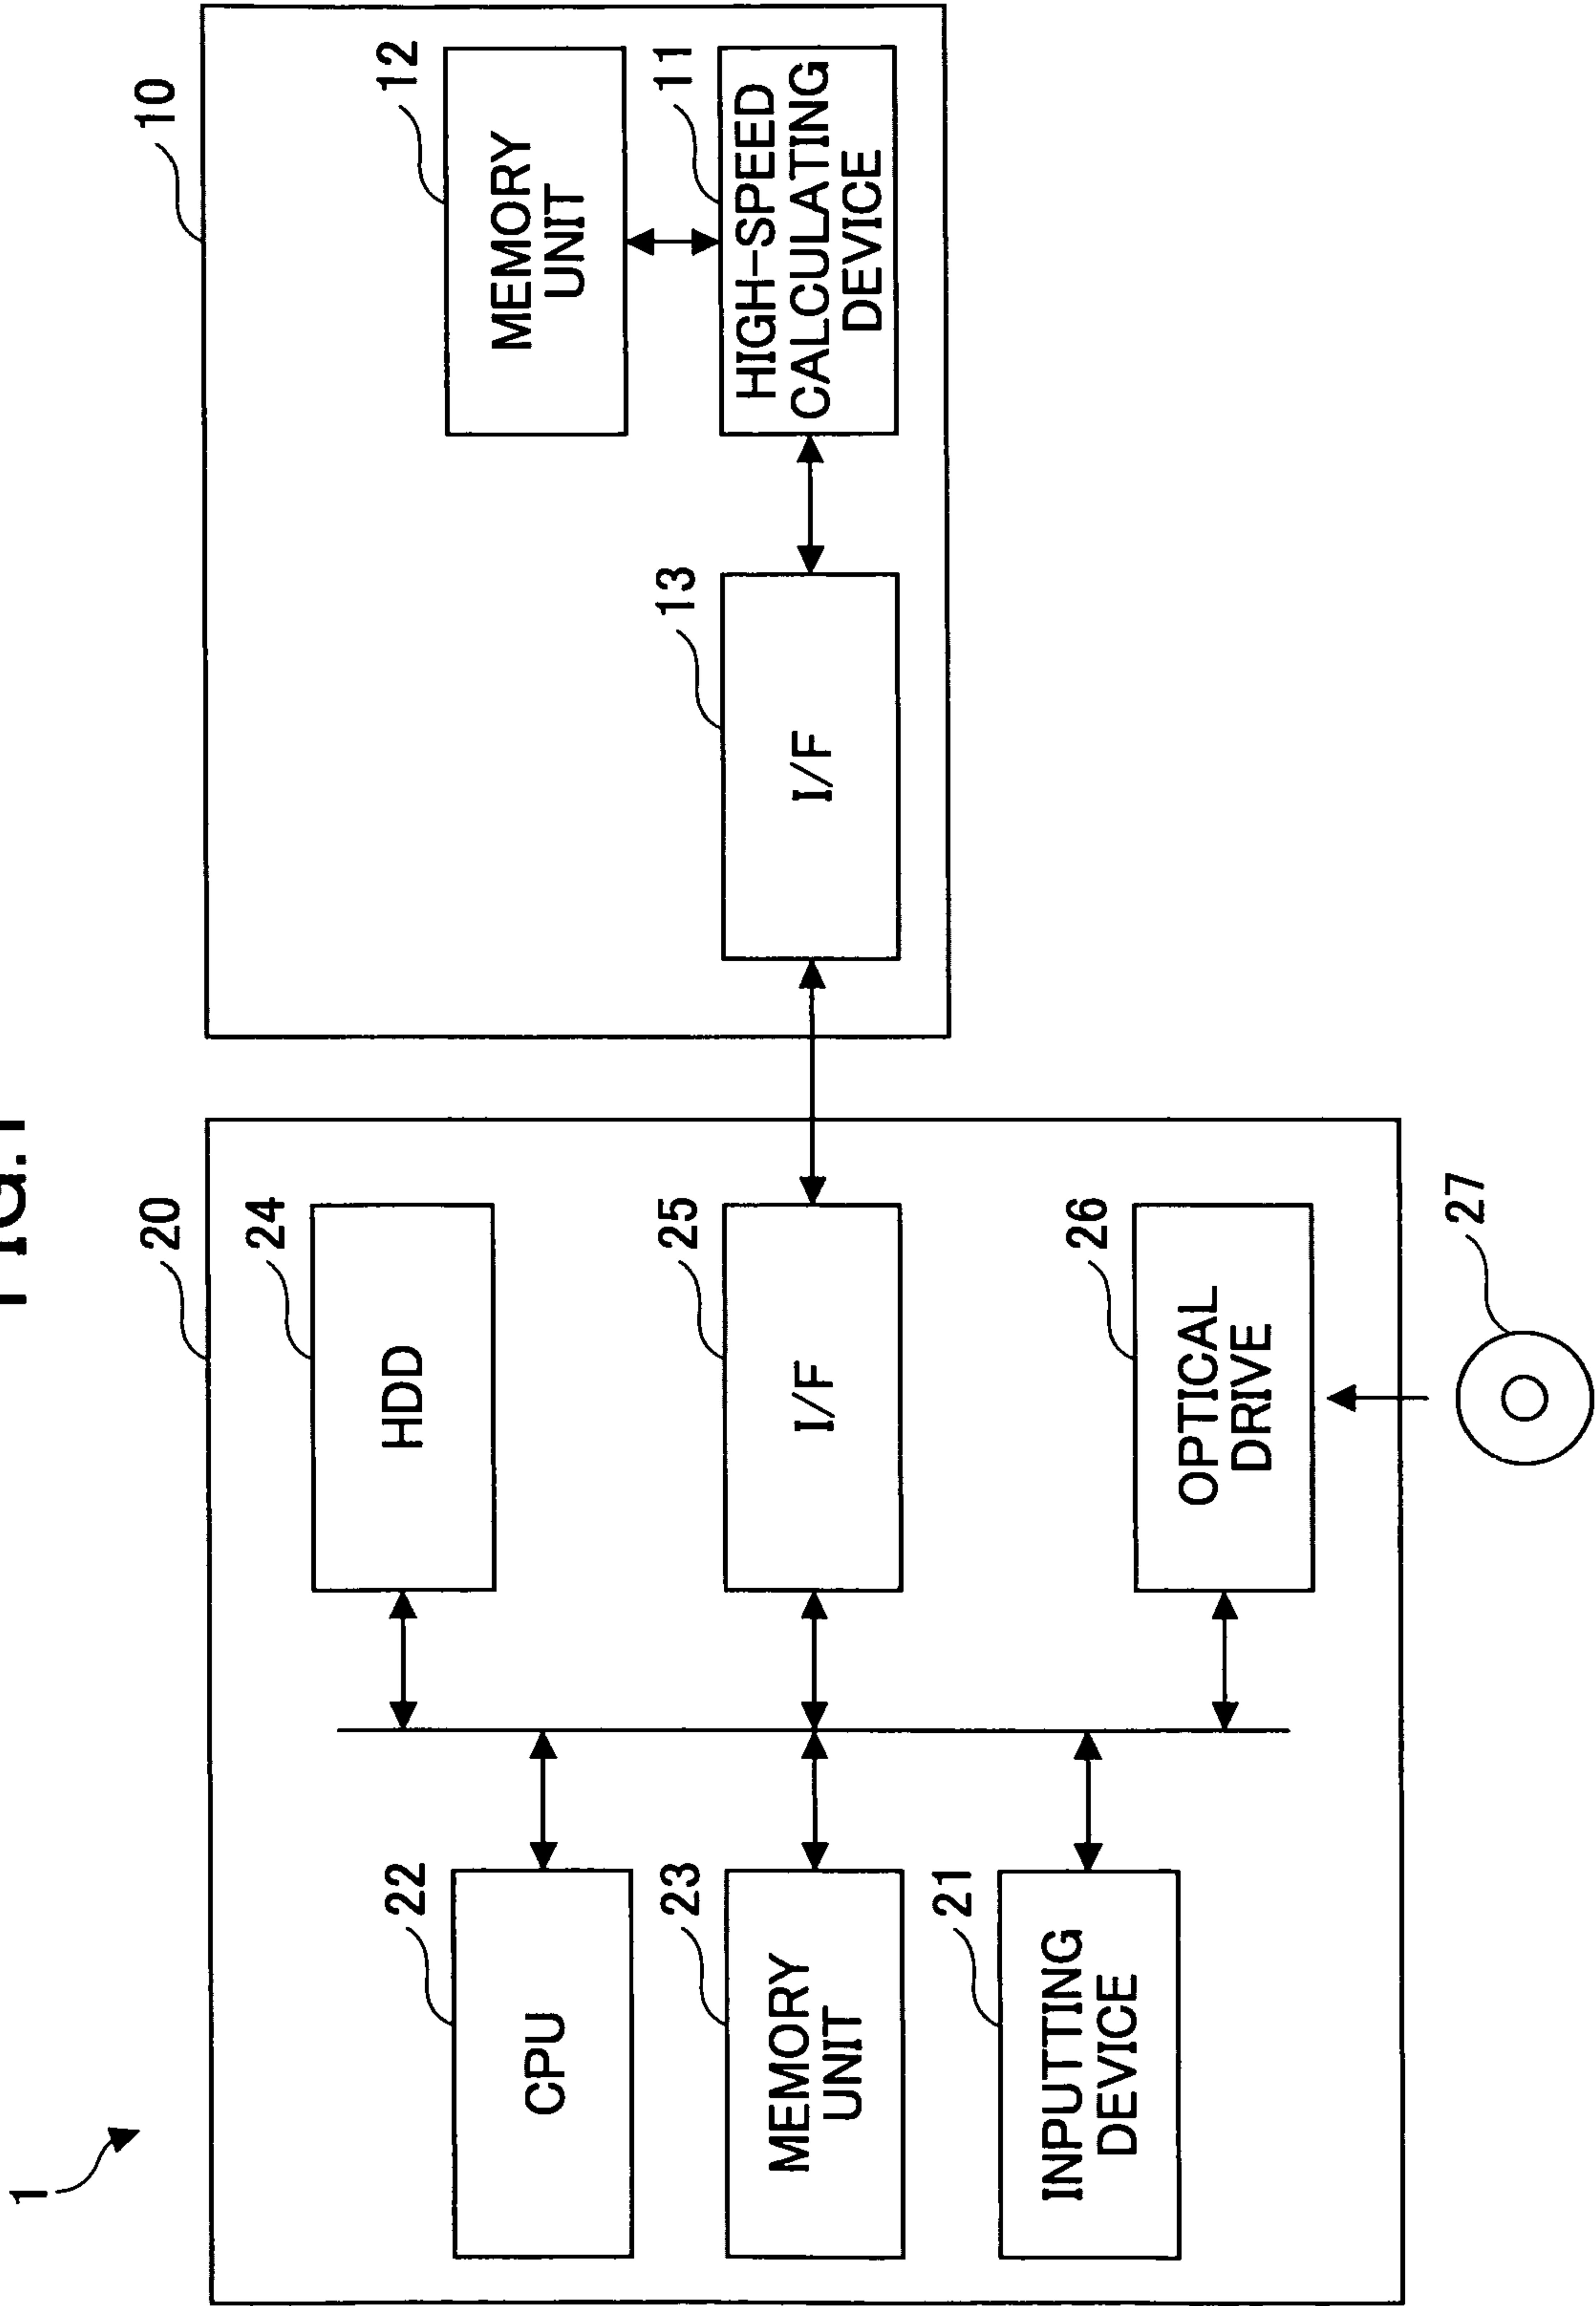 FIG.1
1
20
22
CPU
24
HDD
23
MEMORY
UNIT
25
I/F
21
INPUTTING
DEVICE
26
OPTICAL
DRIVE
27
10
12
MEMORY
UNIT
13
I/F
11
HIGH-SPEED
CALCULATING
DEVICE